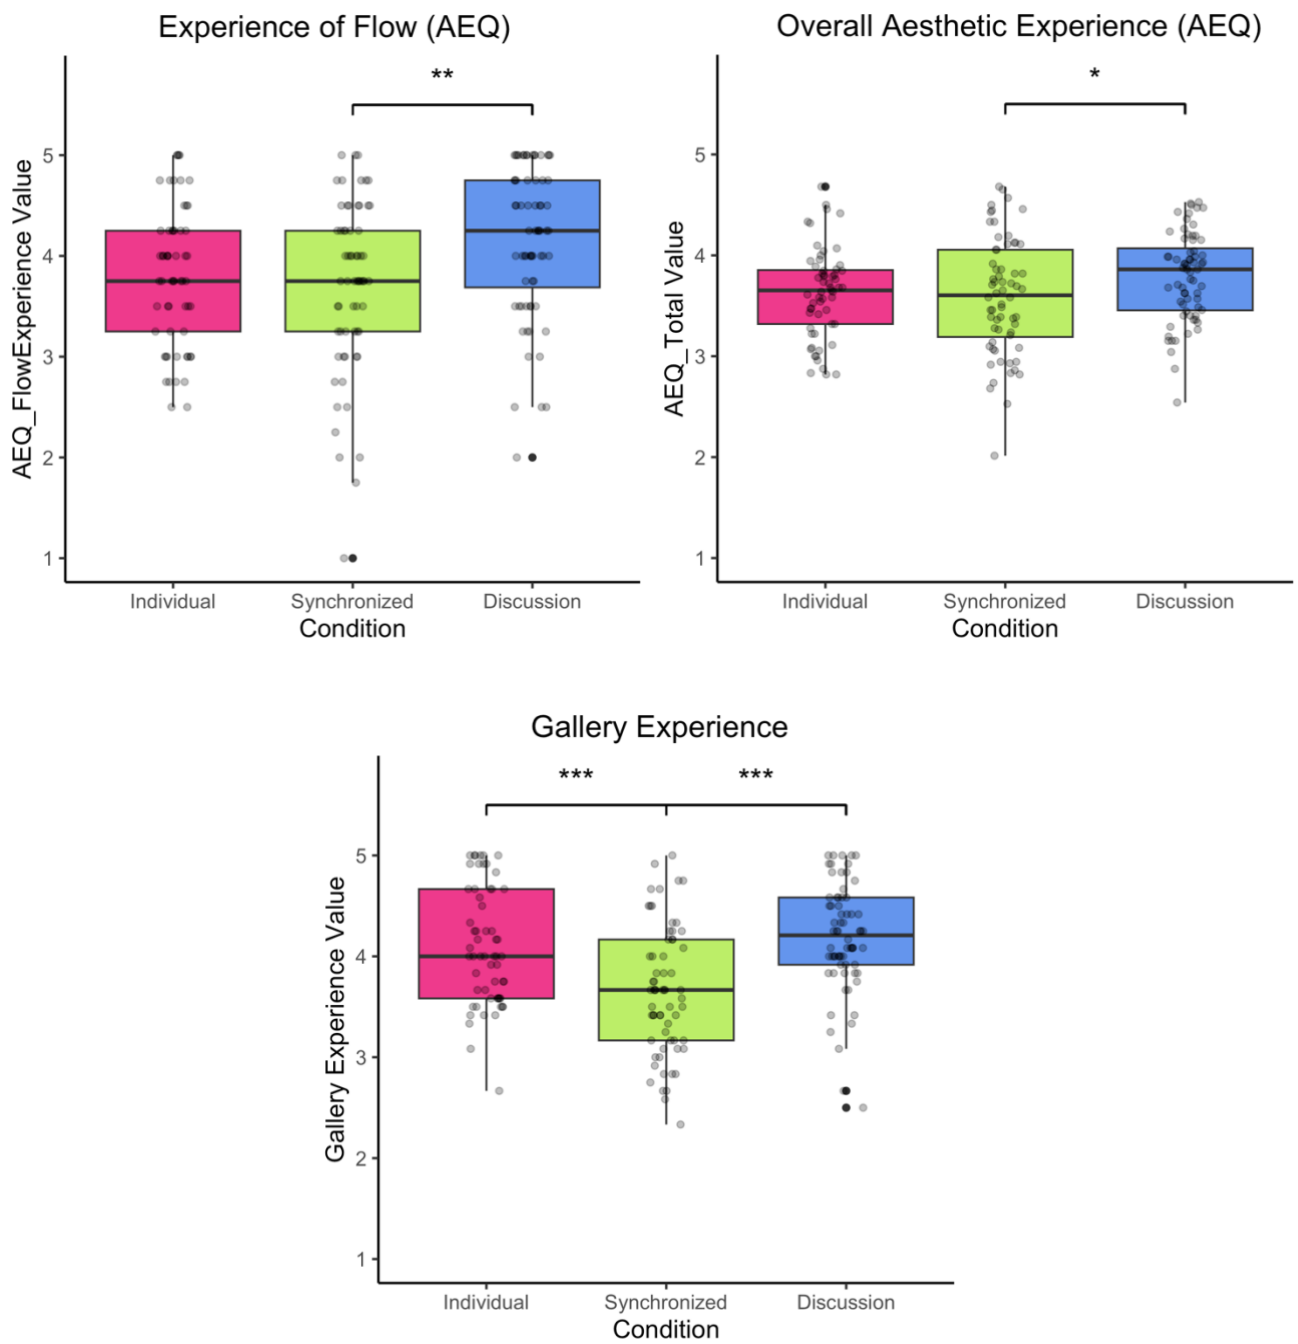 Experience of Flow (AEQ)
**
AEQ_FlowExperience Value
5
4
3
2
1
Individual Synchronized Discussion
Condition
Overall Aesthetic Experience (AEQ)
*
AEQ_Total Value
5
4
3
2
1
Individual Synchronized Discussion
Condition
Gallery Experience
*** ***
Gallery Experience Value
5
4
3
2
1
Individual Synchronized Discussion
Condition